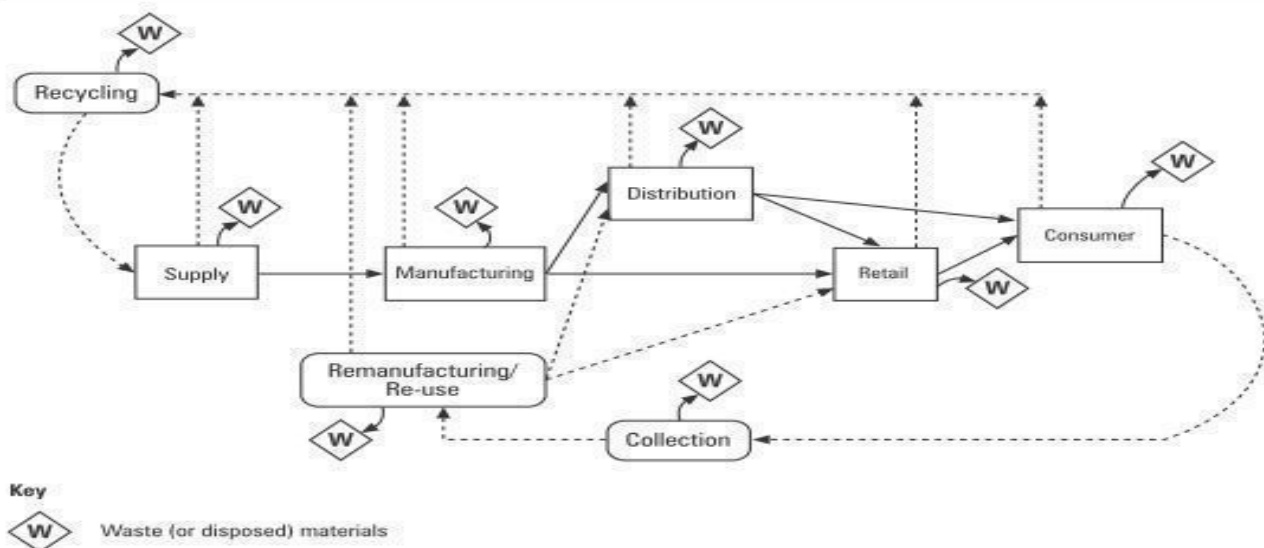 W
Recycling
W
Distribution
W
Consumer
W
Supply
W
Manufacturing
Retail
W
Remanufacturing/
Re-use
W
W
Collection
Key
W Waste (or disposed) materials